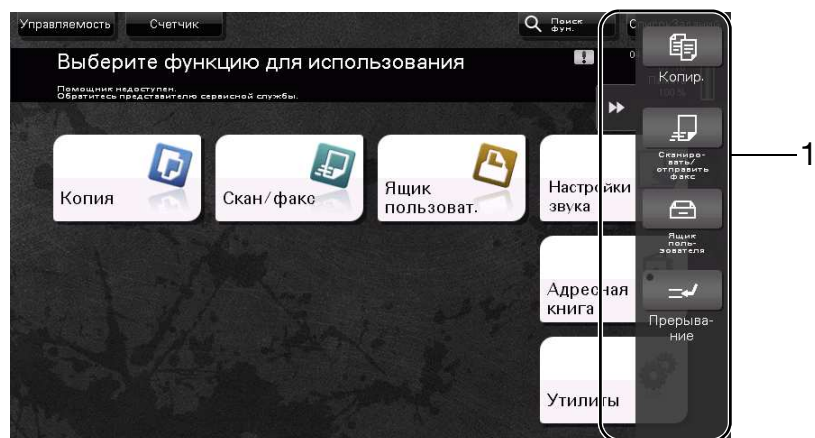 Управляемость
Счетчик
Поиск
фун.
Выберите функцию для использования
Помощник недоступен.
Обратитесь представителю сервисной службы.
Копия
Скан/факс
Ящик
пользоват.
Настройки
звука
Адресная
книга
Утилиты
100 %
Копир.
Сканиро-
вать/
отправить
факс
Ящик
поль-
зователя
Прерыва-
ние
1